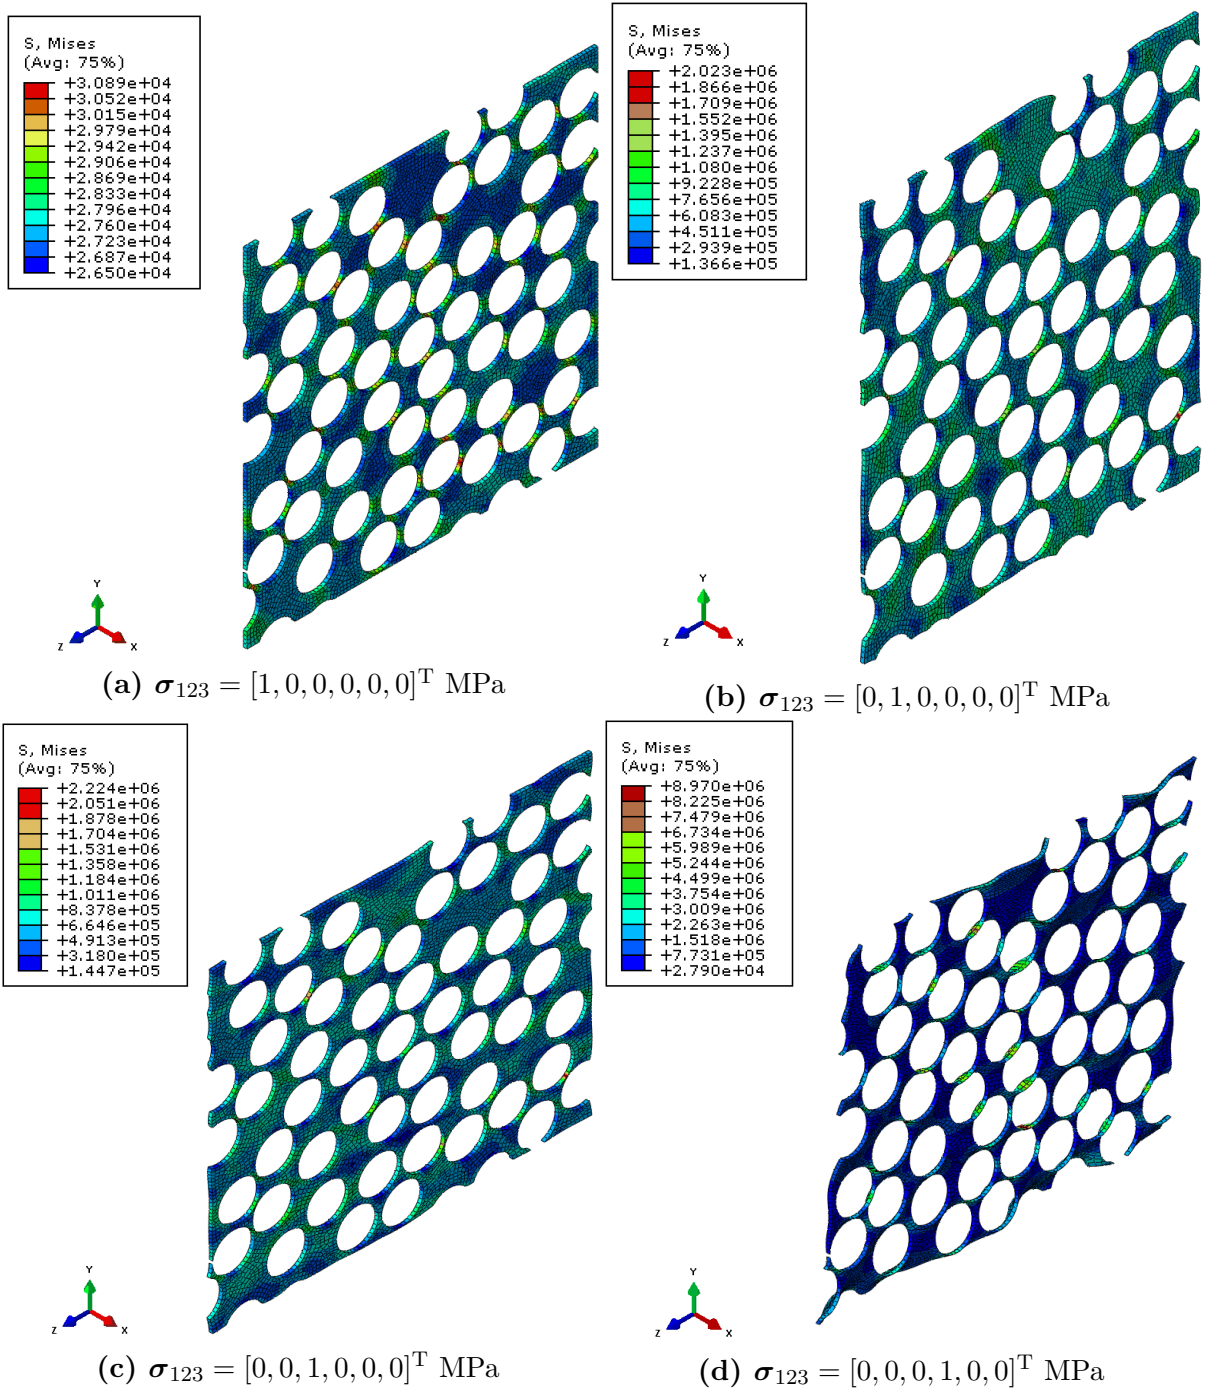 S, Mises
(Avg: 75%)
+3.089e+04
+3.052e+04
+3.015e+04
+2.979e+04
+2.942e+04
+2.906e+04
+2.869e+04
+2.833e+04
+2.796e+04
+2.760e+04
+2.723e+04
+2.687e+04
+2.650e+04
Y
Z
X
(a) σ₁₂₃ = [1, 0, 0, 0, 0, 0]ᵀ MPa
S, Mises
(Avg: 75%)
+2.023e+06
+1.866e+06
+1.709e+06
+1.552e+06
+1.395e+06
+1.237e+06
+1.080e+06
+9.228e+05
+7.656e+05
+6.083e+05
+4.511e+05
+2.939e+05
+1.366e+05
Y
Z
X
(b) σ₁₂₃ = [0, 1, 0, 0, 0, 0]ᵀ MPa
S, Mises
(Avg: 75%)
+2.224e+06
+2.051e+06
+1.878e+06
+1.704e+06
+1.531e+06
+1.358e+06
+1.184e+06
+1.011e+06
+8.378e+05
+6.646e+05
+4.913e+05
+3.180e+05
+1.447e+05
Y
Z
X
(c) σ₁₂₃ = [0, 0, 1, 0, 0, 0]ᵀ MPa
S, Mises
(Avg: 75%)
+8.970e+06
+8.225e+06
+7.479e+06
+6.734e+06
+5.989e+06
+5.244e+06
+4.499e+06
+3.754e+06
+3.009e+06
+2.263e+06
+1.518e+06
+7.731e+05
+2.790e+04
Y
Z
X
(d) σ₁₂₃ = [0, 0, 0, 1, 0, 0]ᵀ MPa